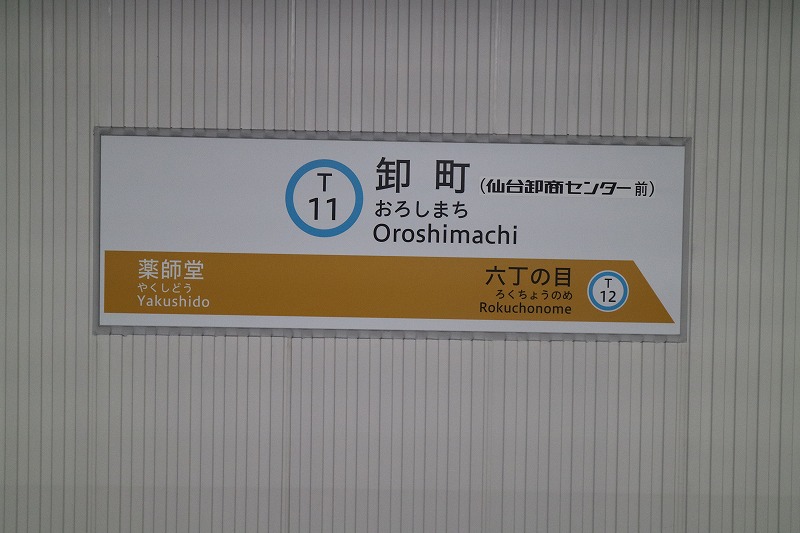 T
11
卸町 (仙台卸商センター前)
おろしまち
Oroshimachi
薬師堂
やくしどう
Yakushido
六丁の目
ろくちょうのめ
Rokuchonome
T
12